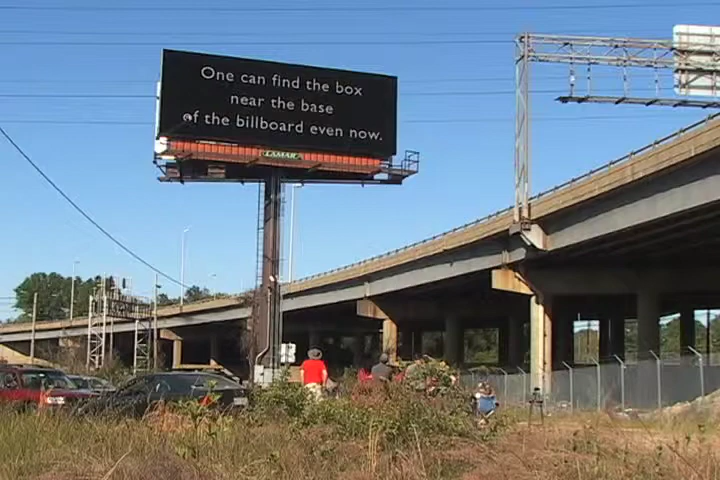 One can find the box
near the base
of the billboard even now.
LAMAR